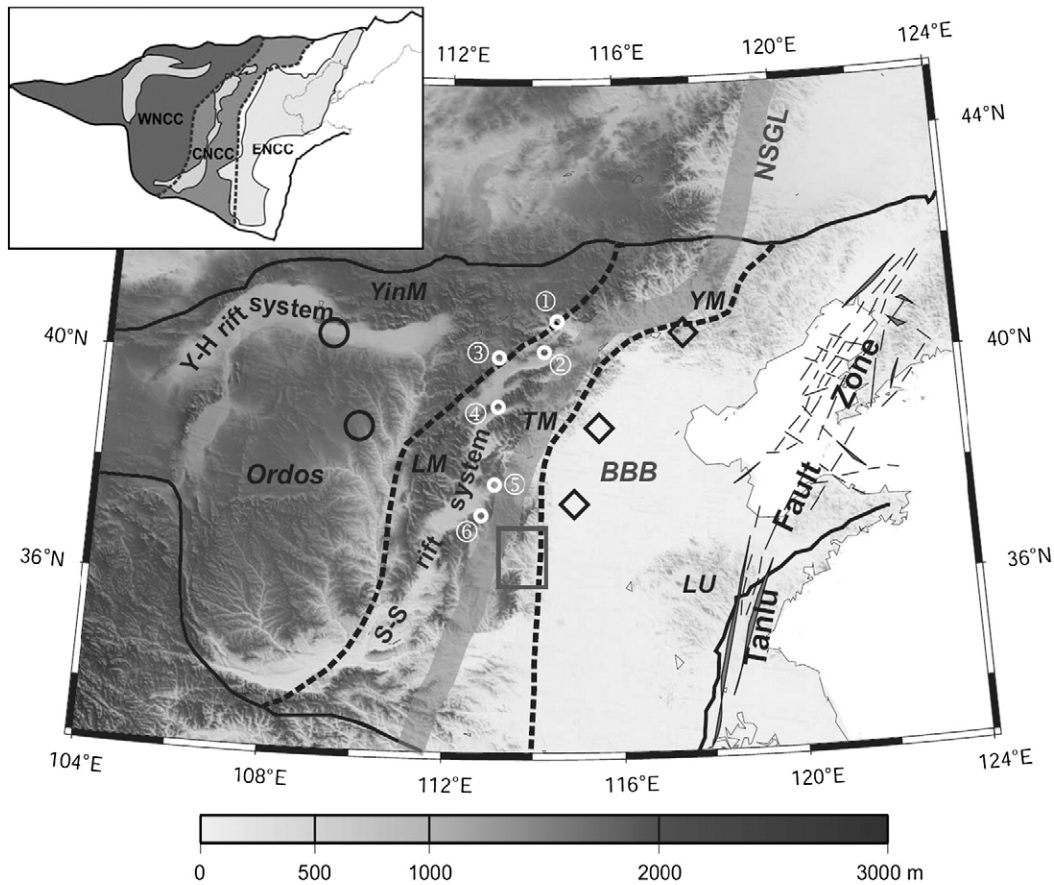 WNCC
CNCC
ENCC
112°E
116°E
120°E
124°E
44°N
NSGL
YinM
Y-H rift system
①
YM
40°N
40°N
③
②
Zone
④
TM
LM
system
BBB
Ordos
⑤
⑥
Fault
36°N
36°N
rift
LU
S-S
Tanlu
104°E
108°E
112°E
116°E
120°E
124°E
0
500
1000
2000
3000 m